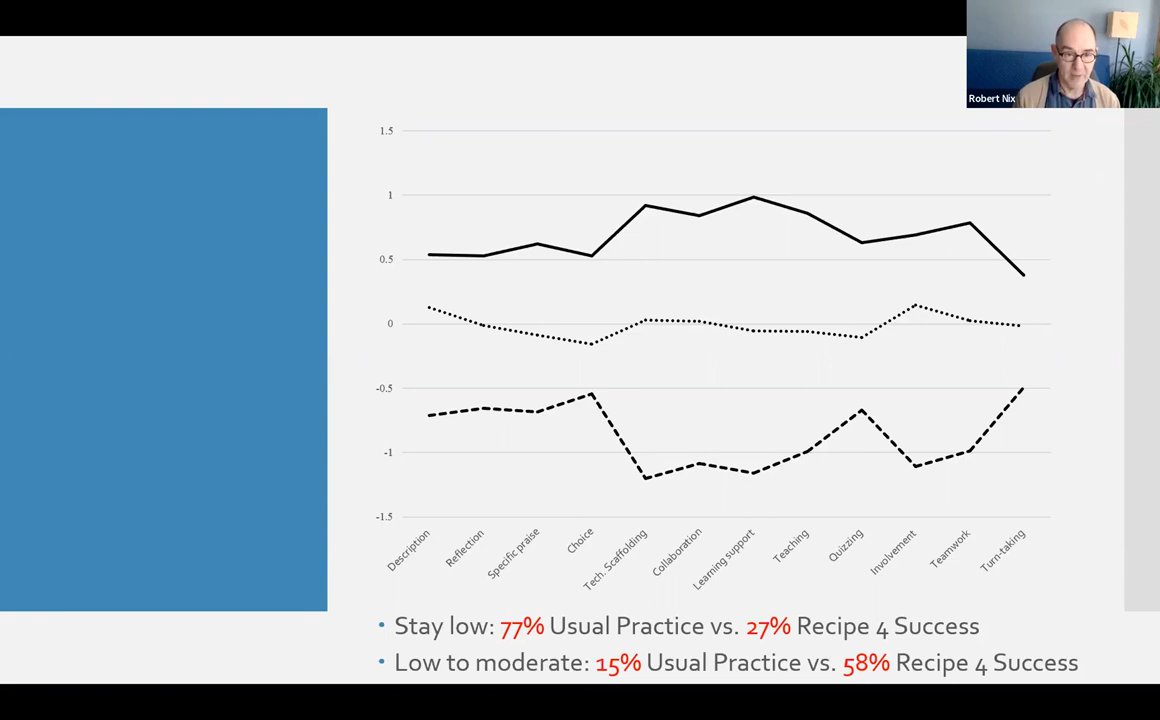 Robert Nix
1.5
1
0.5
0
-0.5
-1
-1.5
Description
Reflection
Specific praise
Choice
Tech. Scaffolding
Collaboration
Learning support
Teaching
Quizzing
Involvement
Teamwork
Turn-taking
• Stay low: 77% Usual Practice vs. 27% Recipe 4 Success
• Low to moderate: 15% Usual Practice vs. 58% Recipe 4 Success